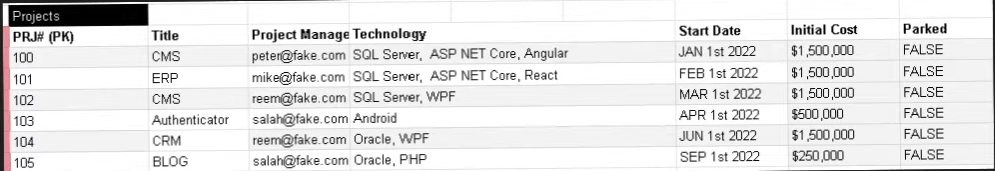 Projects
PRJ# (PK) Title Project Manage Technology Start Date Initial Cost Parked
100 CMS peter@fake.com SQL Server, ASP NET Core, Angular JAN 1st 2022 $1,500,000 FALSE
101 ERP mike@fake.com SQL Server, ASP NET Core, React FEB 1st 2022 $1,500,000 FALSE
102 CMS reem@fake.com SQL Server, WPF MAR 1st 2022 $1,500,000 FALSE
103 Authenticator salah@fake.com Android APR 1st 2022 $500,000 FALSE
104 CRM reem@fake.com Oracle, WPF JUN 1st 2022 $1,500,000 FALSE
105 BLOG salah@fake.com Oracle, PHP SEP 1st 2022 $250,000 FALSE